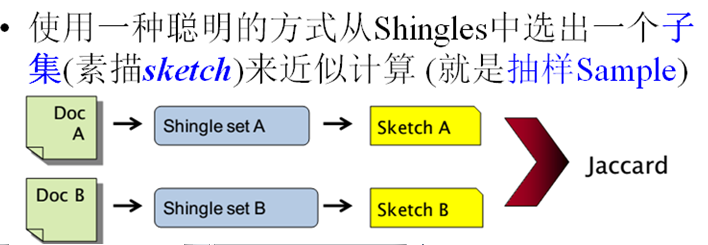 • 使用一种聪明的方式从Shingles中选出一个子
集(素描sketch)来近似计算 (就是抽样Sample)
Doc
A
Shingle set A
Sketch A
Jaccard
Doc B
Shingle set B
Sketch B